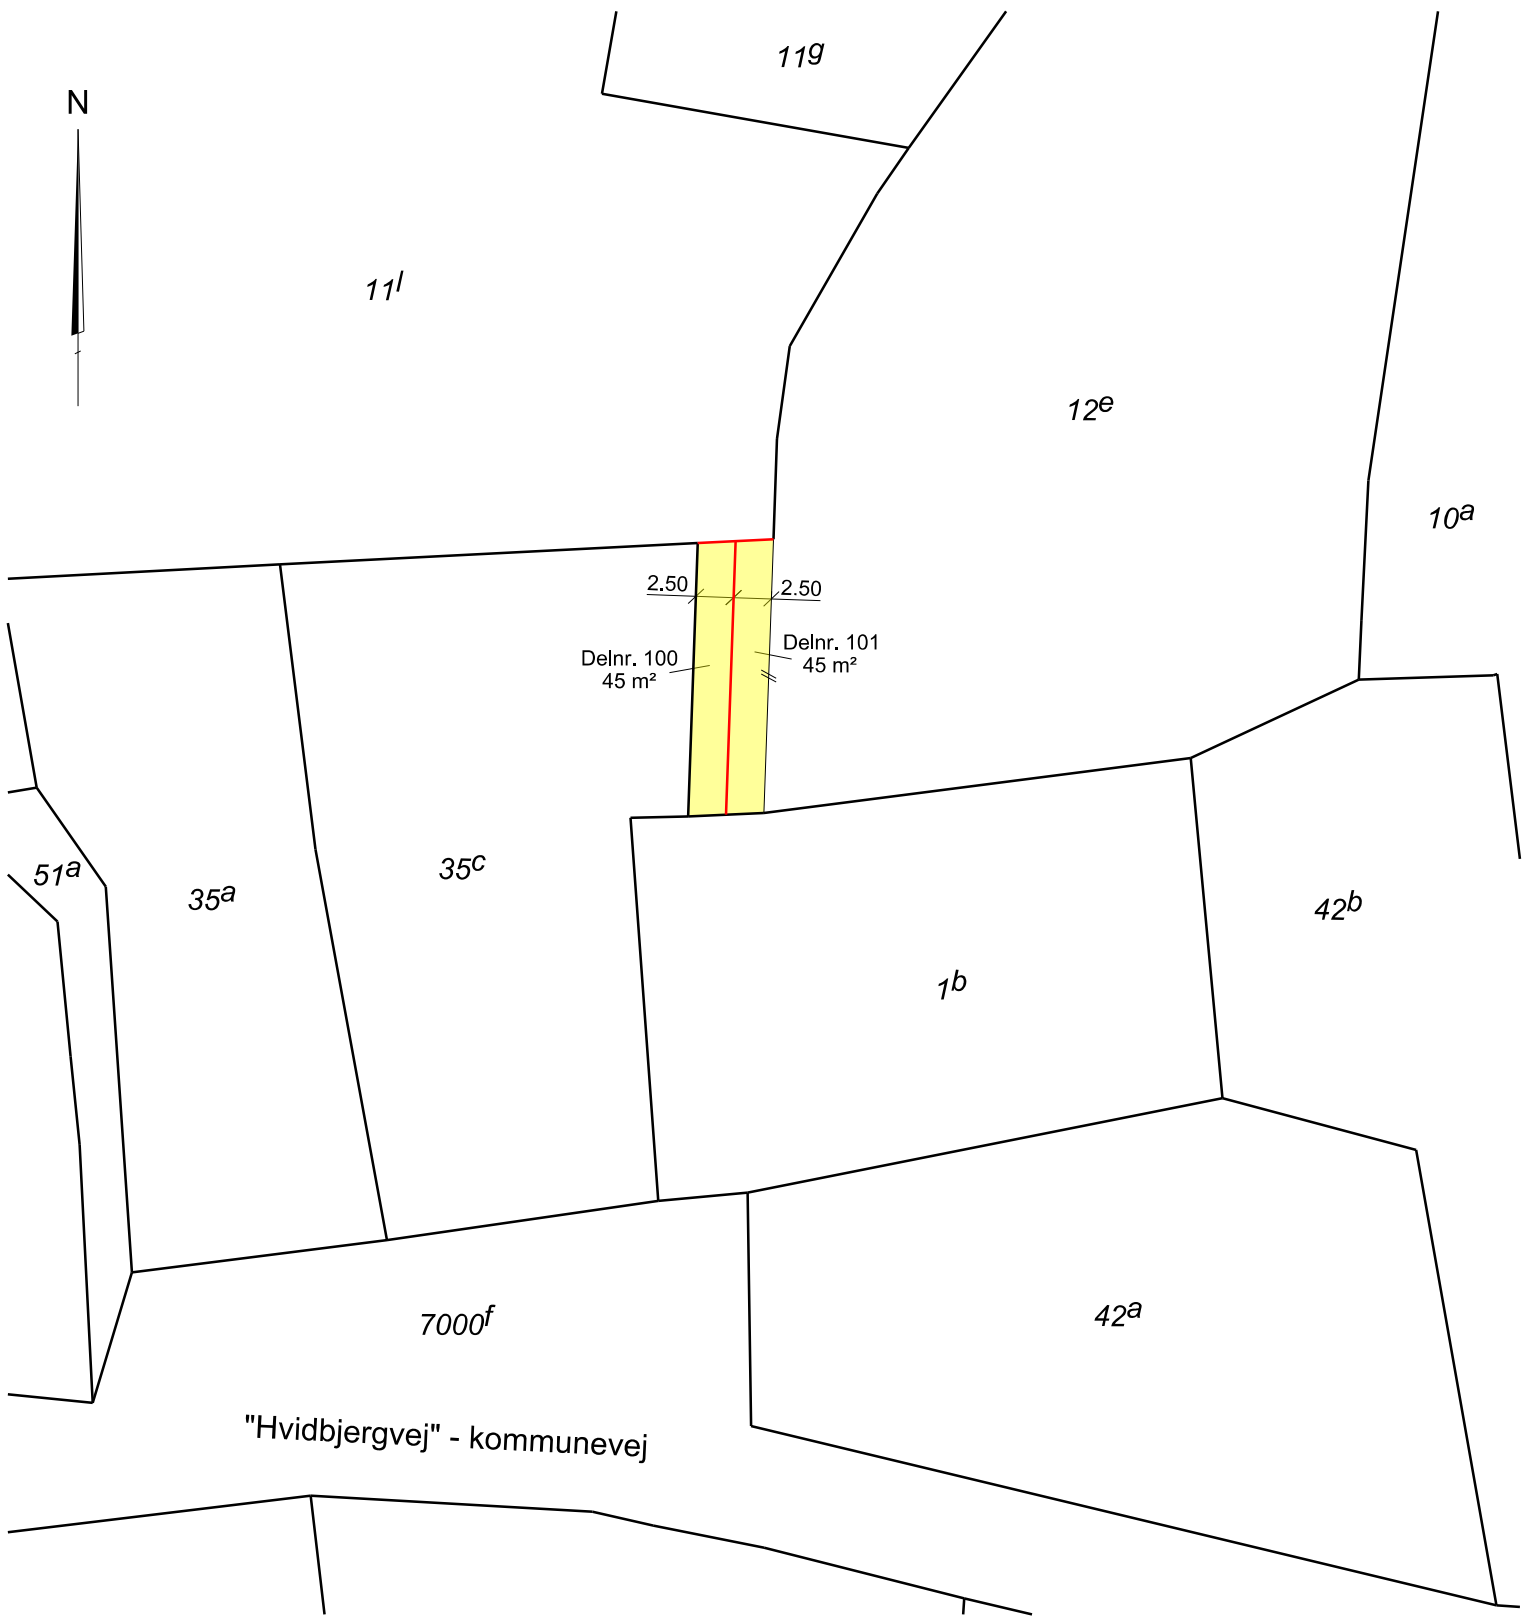 11g
N
11l
12e
10a
2.50
2.50
Delnr. 101
45 m²
Delnr. 100
45 m²
51a
35a
35c
42b
1b
7000f
42a
"Hvidbjergvej" - kommunevej